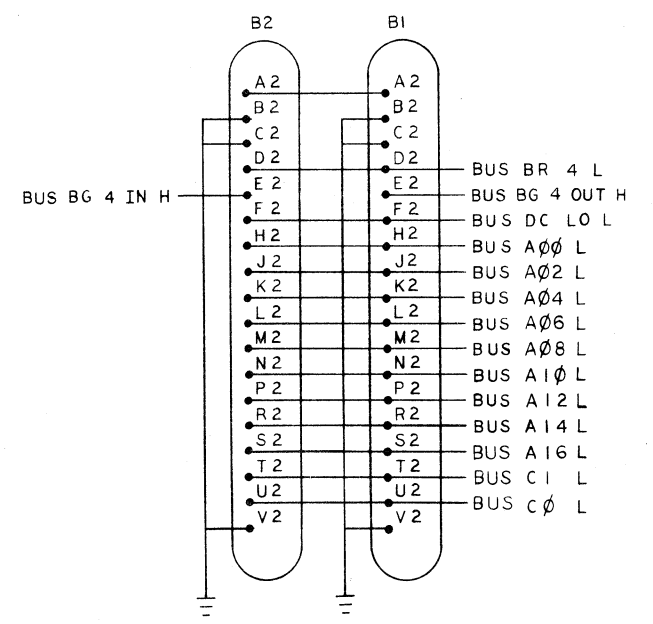 B2 B1
A2 A2
B2 B2
C2 C2
D2 D2 BUS BR 4 L
BUS BG 4 IN H E2 E2 BUS BG 4 OUT H
F2 F2 BUS DC LO L
H2 H2 BUS AØØ L
J2 J2 BUS AØ2 L
K2 K2 BUS AØ4 L
L2 L2 BUS AØ6 L
M2 M2 BUS AØ8 L
N2 N2 BUS A1Ø L
P2 P2 BUS A12 L
R2 R2 BUS A14 L
S2 S2 BUS A16 L
T2 T2 BUS C1 L
U2 U2 BUS CØ L
V2 V2